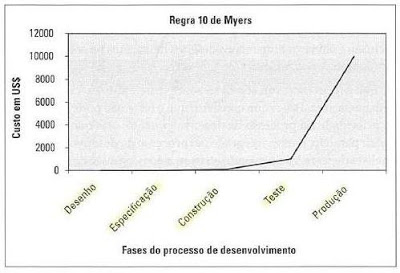 Regra 10 de Myers
Custo em US$
12000
10000
8000
6000
4000
2000
0
Desenho
Especificação
Construção
Teste
Produção
Fases do processo de desenvolvimento